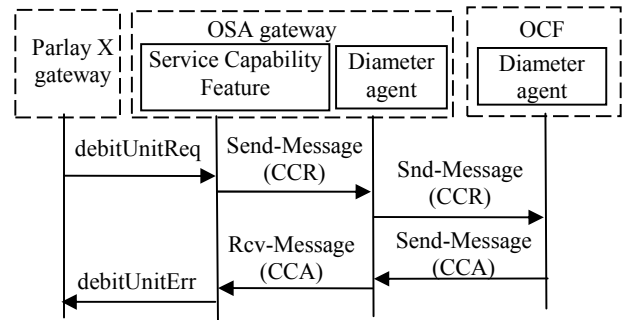 OSA gateway
OCF
Parlay X
gateway
Service Capability
Feature
Diameter
agent
Diameter
agent
debitUnitReq
Send-Message
(CCR)
Snd-Message
(CCR)
Rcv-Message
(CCA)
Send-Message
(CCA)
debitUnitErr